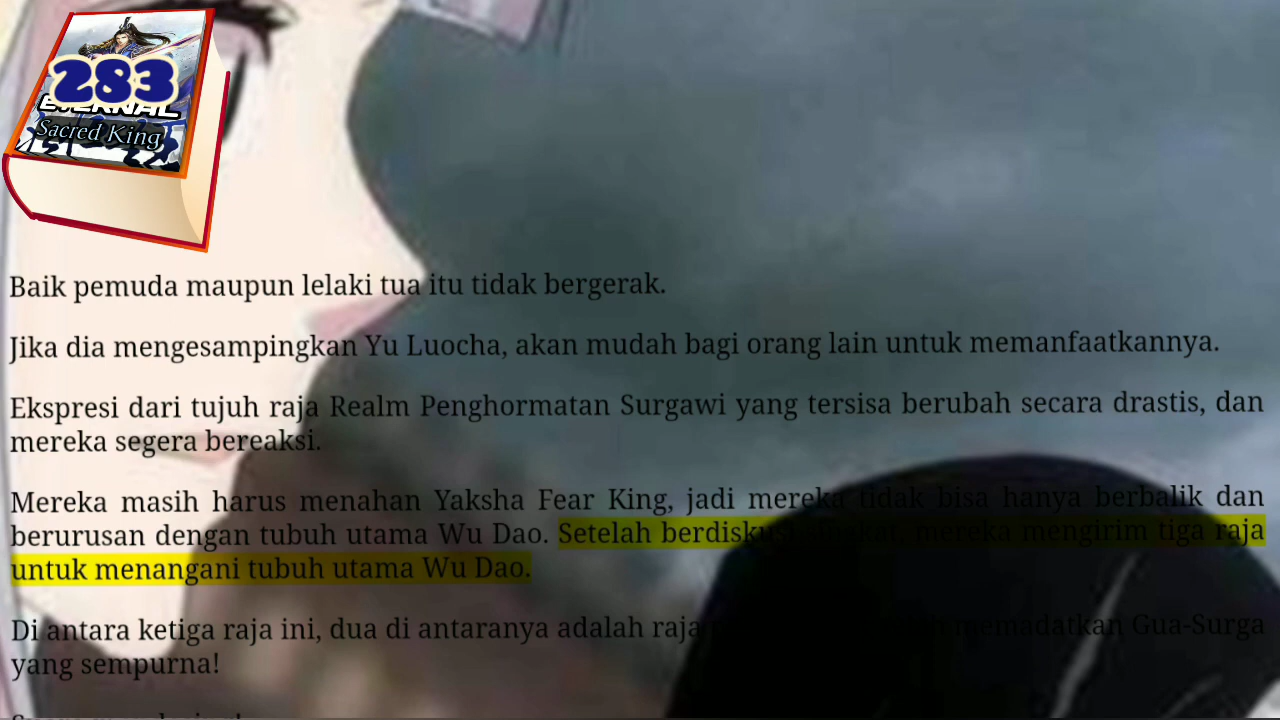 283
ETERNAL
Sacred King
Baik pemuda maupun lelaki tua itu tidak bergerak.
Jika dia mengesampingkan Yu Luocha, akan mudah bagi orang lain untuk memanfaatkannya.
Ekspresi dari tujuh raja Realm Penghormatan Surgawi yang tersisa berubah secara drastis, dan
mereka segera bereaksi.
Mereka masih harus menahan Yaksha Fear King, jadi mereka tidak bisa hanya berbalik dan
berurusan dengan tubuh utama Wu Dao. Setelah berdiskusi singkat, mereka mengirim tiga raja
untuk menangani tubuh utama Wu Dao.
Di antara ketiga raja ini, dua di antaranya adalah raja memadatkan Gua-Surga
yang sempurna!